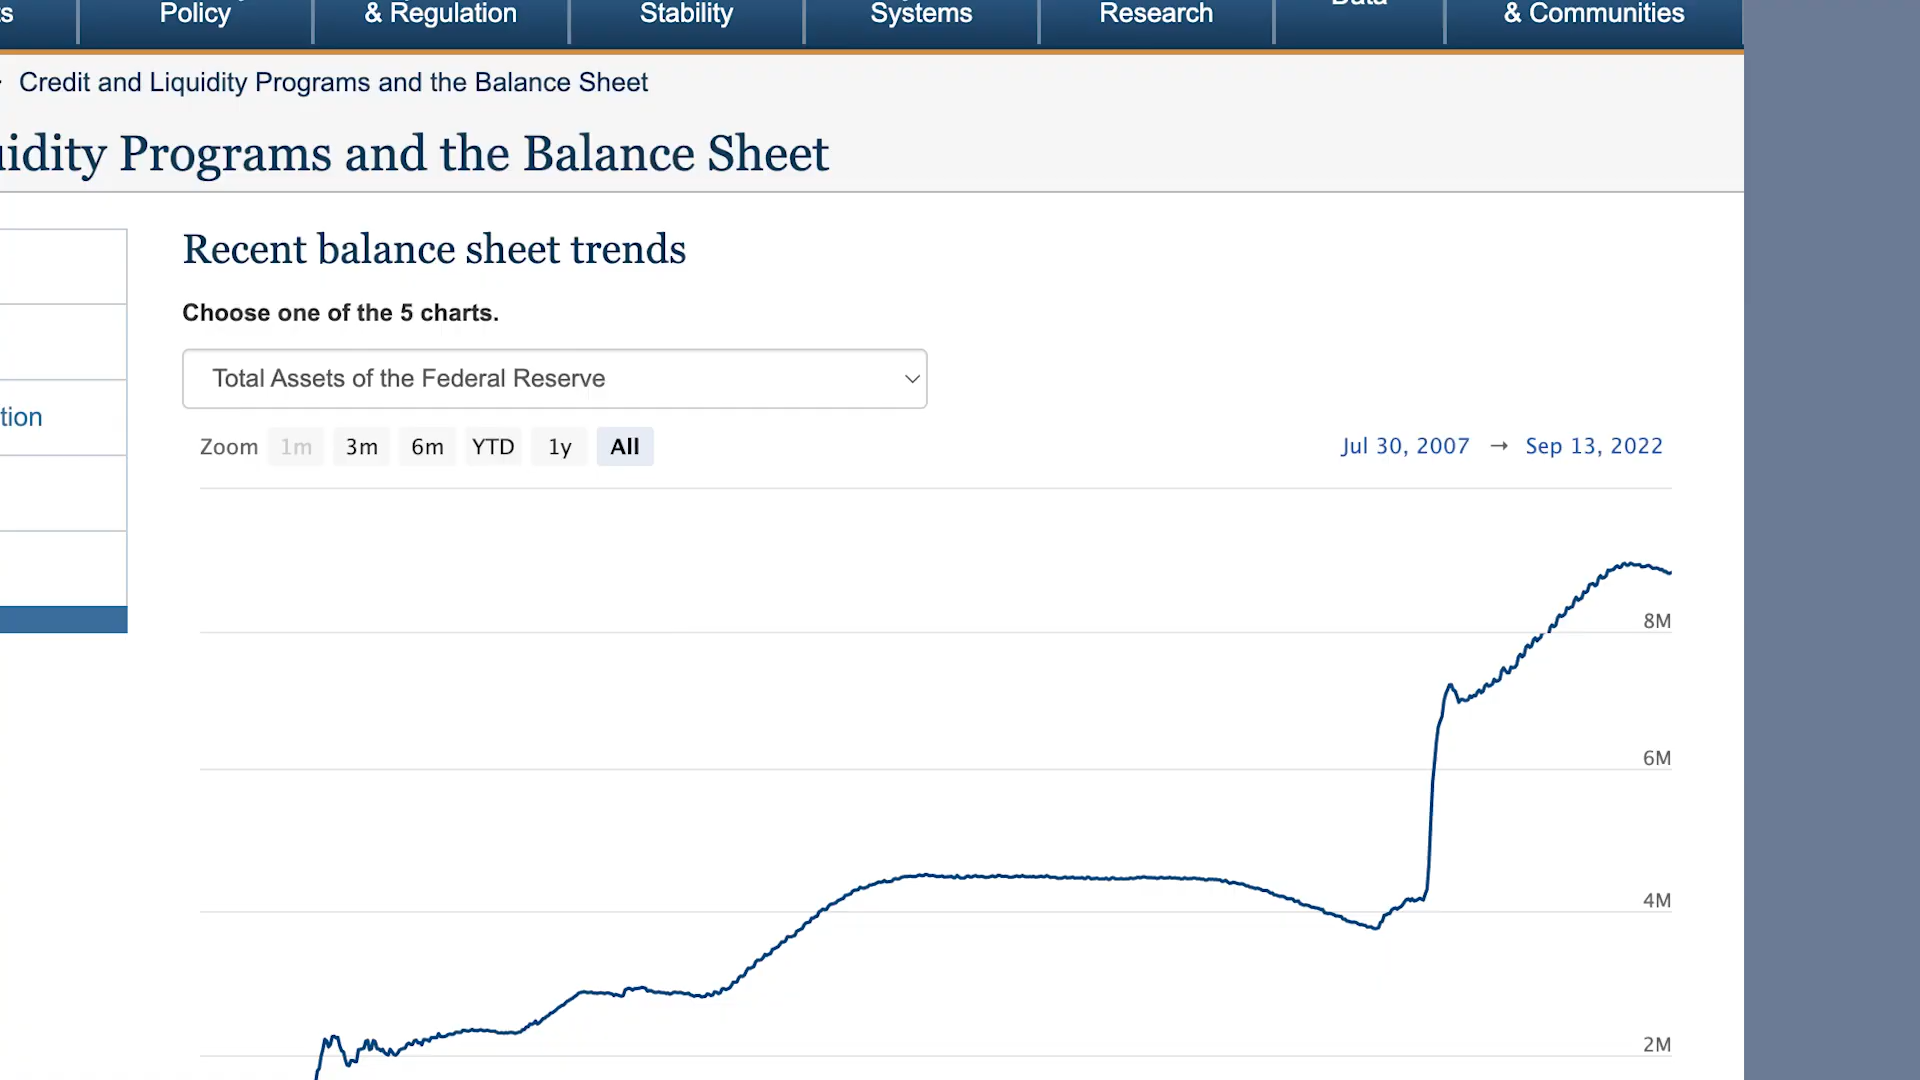 s
Policy
& Regulation
Stability
Systems
Research
Data
& Communities
Credit and Liquidity Programs and the Balance Sheet
uidity Programs and the Balance Sheet
Recent balance sheet trends
Choose one of the 5 charts.
Total Assets of the Federal Reserve
tion
Zoom 1m 3m 6m YTD 1y All
Jul 30, 2007 → Sep 13, 2022
8M
6M
4M
2M